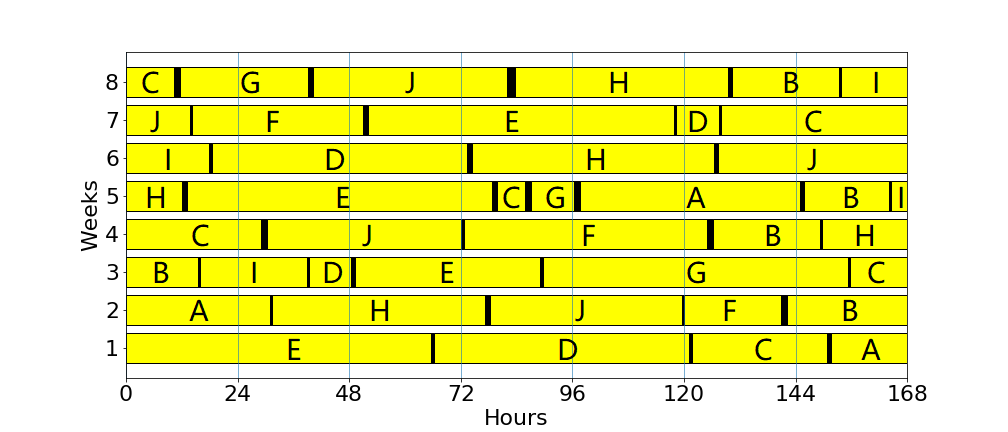 8 C G J H B I
7 J F E D C
6 I D H J
5 H E C G A B I
4 C J F B H
3 B I D E G C
2 A H J F B
1 E D C A
0 24 48 72 96 120 144 168
Hours
Weeks